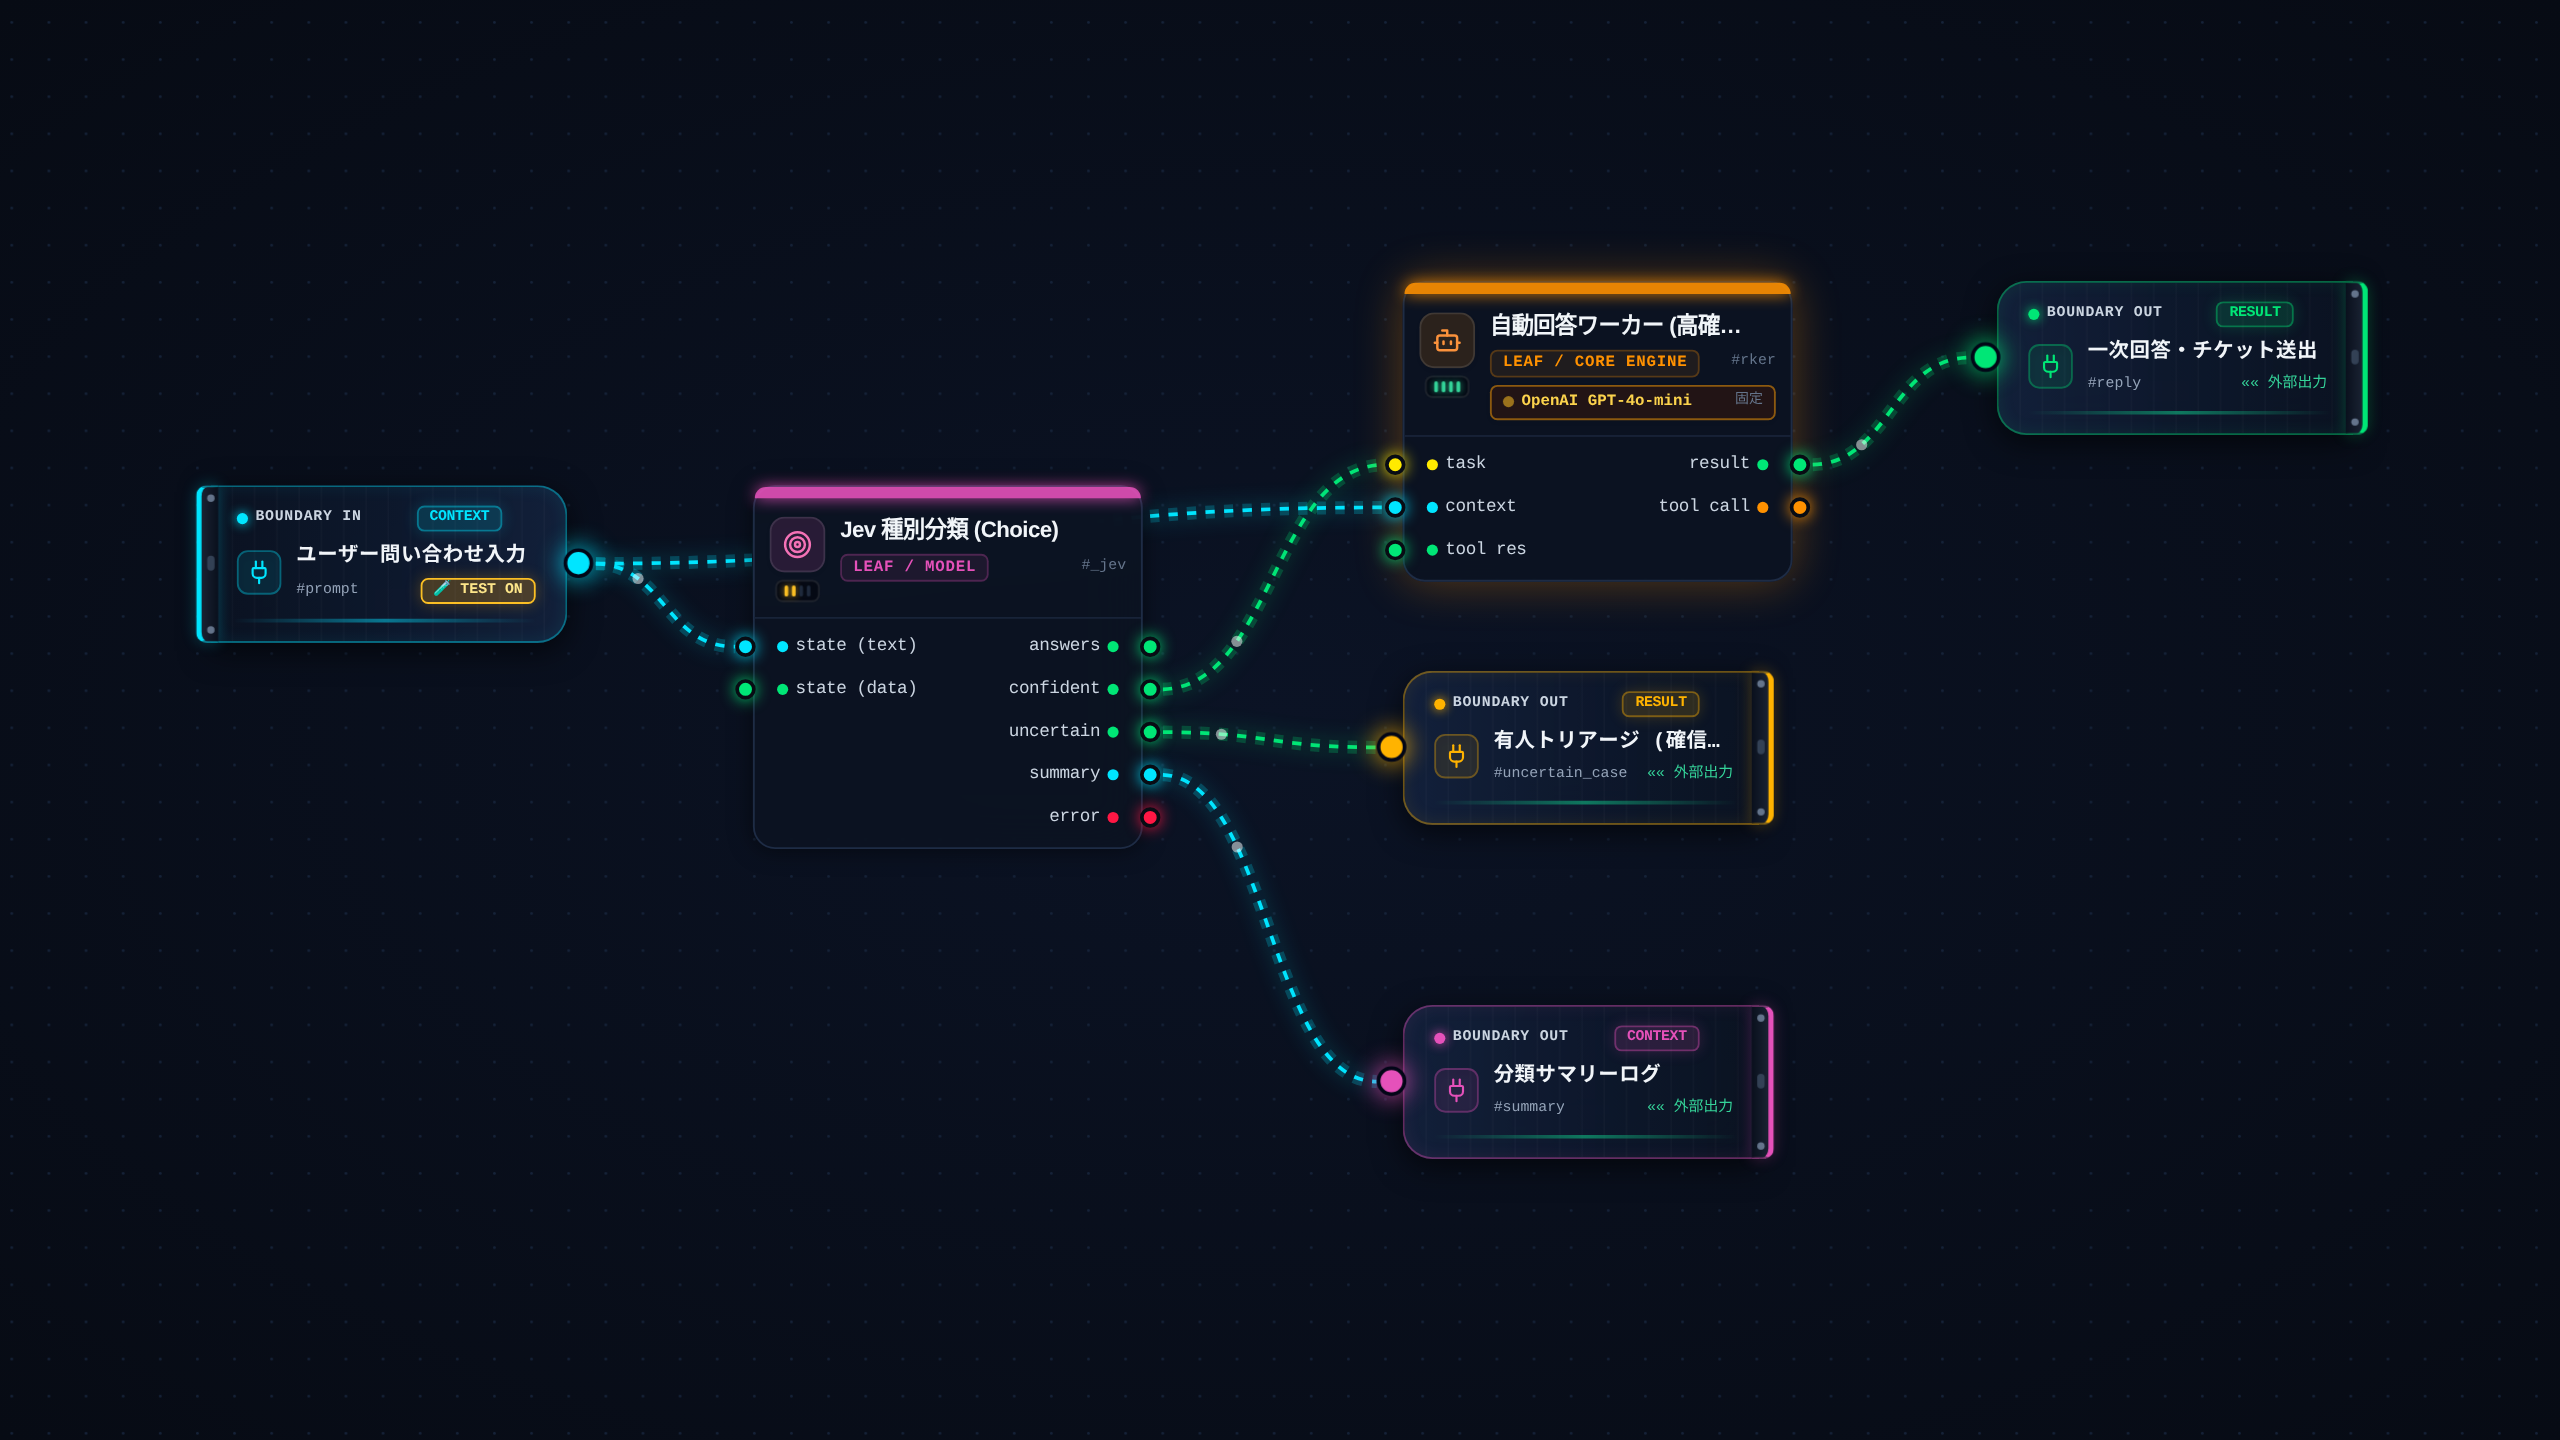 BOUNDARY IN
CONTEXT
ユーザー問い合わせ入力
#prompt
🧪 TEST ON
Jev 種別分類 (Choice)
LEAF / MODEL
#_jev
state (text)
answers
state (data)
confident
uncertain
summary
error
自動回答ワーカー (高確…
LEAF / CORE ENGINE
#rker
OpenAI GPT-4o-mini
固定
task
result
context
tool call
tool res
BOUNDARY OUT
RESULT
一次回答・チケット送出
#reply
«« 外部出力
BOUNDARY OUT
RESULT
有人トリアージ (確信…
#uncertain_case
«« 外部出力
BOUNDARY OUT
CONTEXT
分類サマリーログ
#summary
«« 外部出力